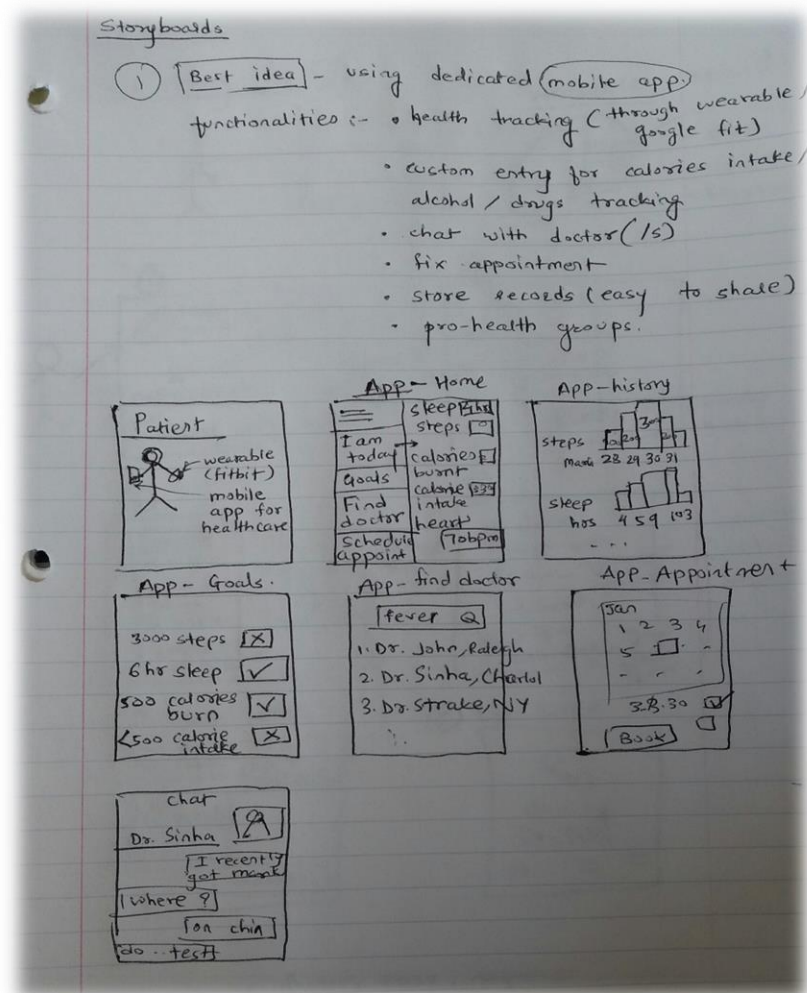 Storyboards
① Best idea - using dedicated mobile app.
functionalities :- • health tracking (through wearable /
google fit)
• custom entry for calories intake /
alcohol / drugs tracking
• chat with doctor(/s)
• fix appointment
• store records (easy to share)
• pro-health groups.
Patient
wearable
(fitbit)
mobile
app for
healthcare
App - Home
I am
today
Goals
Find
doctor
Schedule
appoint
sleep
steps
calories
burnt
calorie
intake
heart
70bpm
App - history
steps
28 29 30 31
sleep
hrs 4 5 9 10 3
...
App - Goals.
3000 steps X
6 hr sleep ✓
500 calories ✓
burn
<500 calorie X
intake
App - find doctor
fever Q
1. Dr. John, Raleigh
2. Dr. Sinha,
3. Dr. Strake, NY
App - Appointment
Jan
1 2 3 4
5 -
- - -
Book
chat
Dr. Sinha
I recently
got mark
where ?
on chin
do .. test